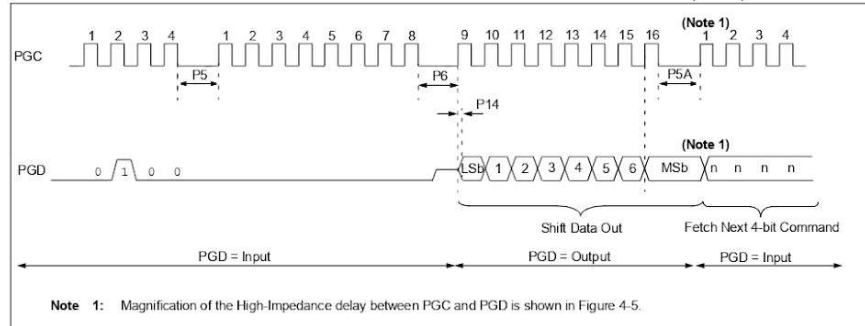 (Note 1)
1 2 3 4 1 2 3 4 5 6 7 8 9 10 11 12 13 14 15 16 1 2 3 4
PGC
P5 P6 P5A
P14
(Note 1)
PGD 0 1 0 0 LSb 1 2 3 4 5 6 MSb n n n n
Shift Data Out Fetch Next 4-bit Command
PGD = Input PGD = Output PGD = Input
Note 1: Magnification of the High-Impedance delay between PGC and PGD is shown in Figure 4-5.